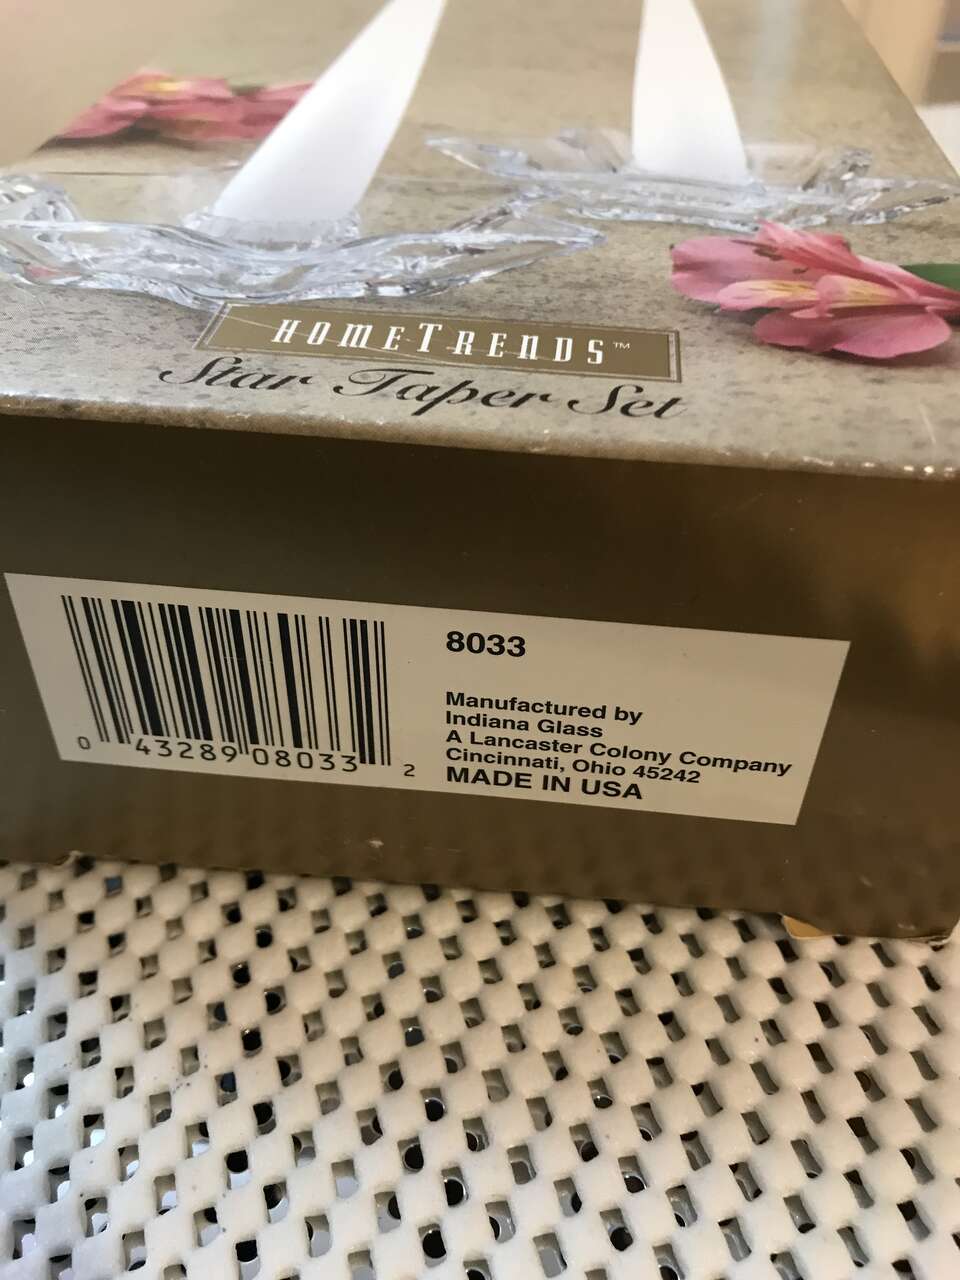 HOMETRENDS™
Star Taper Set
8033
Manufactured by
Indiana Glass
A Lancaster Colony Company
Cincinnati, Ohio 45242
MADE IN USA
0 43289 08033 2